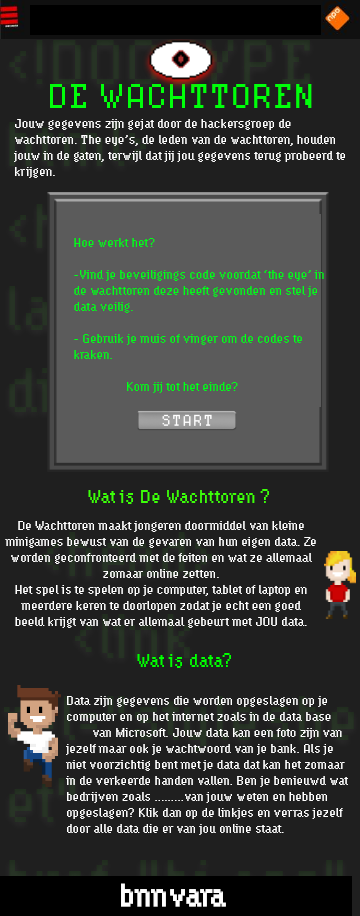 npo
DE WACHTTOREN
Jouw gegevens zijn gejat door de hackersgroep de
wachttoren. The eye's, de leden van de wachttoren, houden
jouw in de gaten, terwijl dat jij jou gegevens terug probeerd te
krijgen.
Hoe werkt het?
-Vind je beveiligings code voordat 'the eye' in
de wachttoren deze heeft gevonden en stel je
data veilig.
- Gebruik je muis of vinger om de codes te
kraken.
Kom jij tot het einde?
START
Wat is De Wachttoren ?
De Wachttoren maakt jongeren doormiddel van kleine
minigames bewust van de gevaren van hun eigen data. Ze
worden geconfronteerd met de feiten en wat ze allemaal
zomaar online zetten.
Het spel is te spelen op je computer, tablet of laptop en
meerdere keren te doorlopen zodat je echt een goed
beeld krijgt van wat er allemaal gebeurt met JOU data.
Wat is data?
Data zijn gegevens die worden opgeslagen op je
computer en op het internet zoals in de data base
van Microsoft. Jouw data kan een foto zijn van
jezelf maar ook je wachtwoord van je bank. Als je
niet voorzichtig bent met je data dat kan het zomaar
in de verkeerde handen vallen. Ben je benieuwd wat
bedrijven zoals .........van jouw weten en hebben
opgeslagen? Klik dan op de linkjes en verras jezelf
door alle data die er van jou online staat.
bnnvara